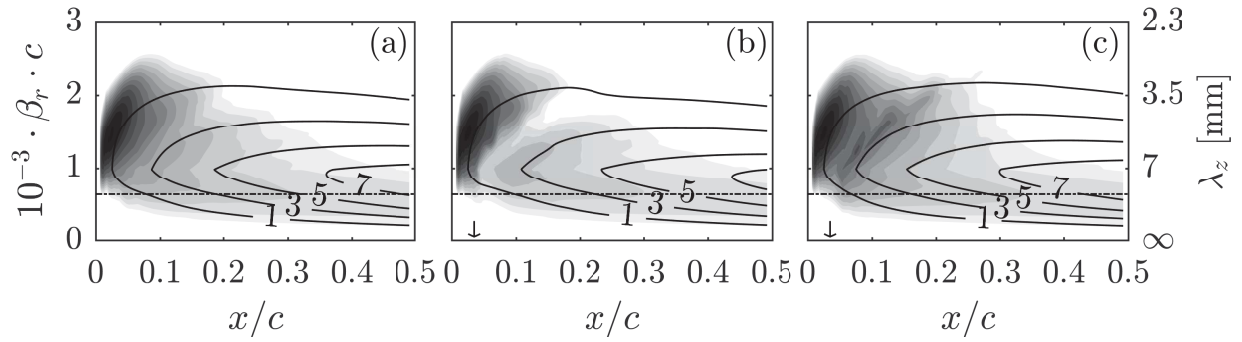 3
2
1
0
10⁻³ · βᵣ · c
(a)
1 3 5 7
0 0.1 0.2 0.3 0.4 0.5
x/c
(b)
1 3 5
↓
0 0.1 0.2 0.3 0.4 0.5
x/c
(c)
1 3 5 7
↓
0 0.1 0.2 0.3 0.4 0.5
x/c
2.3
3.5
7
∞
λ_z [mm]